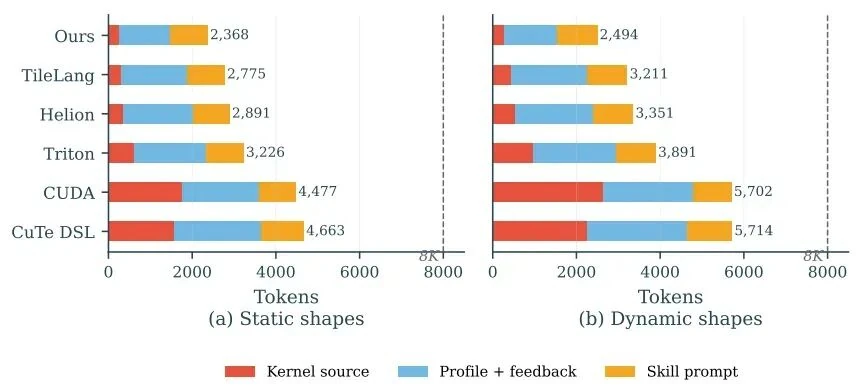 Ours 2,368 2,494
TileLang 2,775 3,211
Helion 2,891 3,351
Triton 3,226 3,891
CUDA 4,477 5,702
CuTe DSL 4,663 5,714
8K 8K
0 2000 4000 6000 8000 0 2000 4000 6000 8000
Tokens Tokens
(a) Static shapes (b) Dynamic shapes
Kernel source Profile + feedback Skill prompt